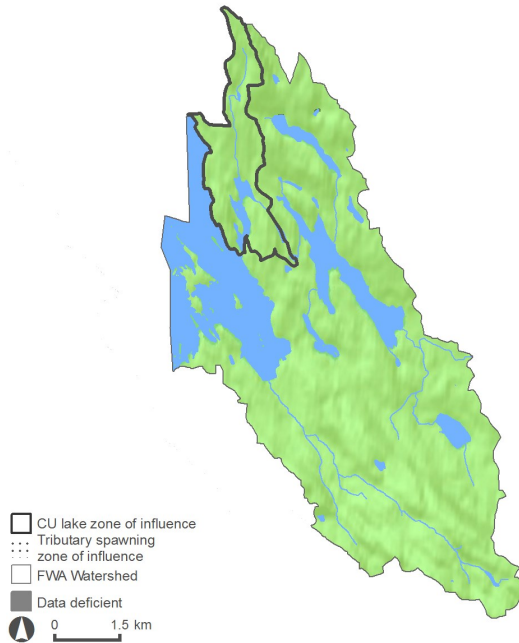 CU lake zone of influence
Tributary spawning
zone of influence
FWA Watershed
Data deficient
0 1.5 km